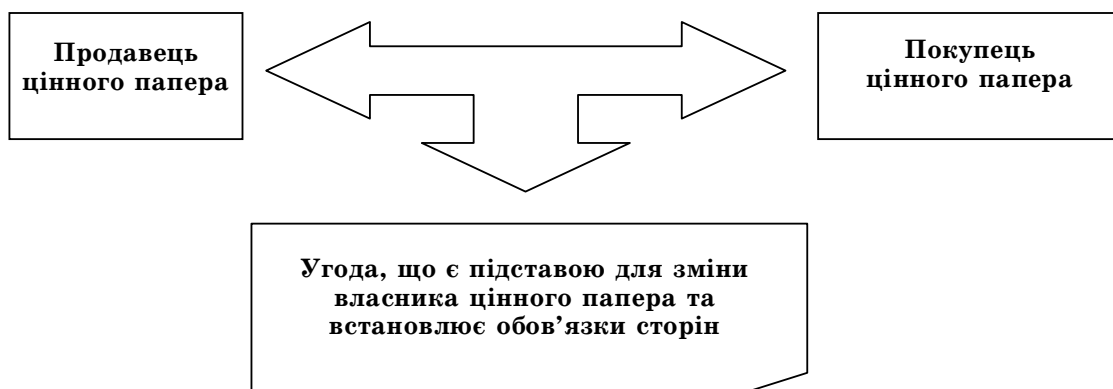 Продавець
цінного папера
Покупець
цінного папера
Угода, що є підставою для зміни
власника цінного папера та
встановлює обов’язки сторін